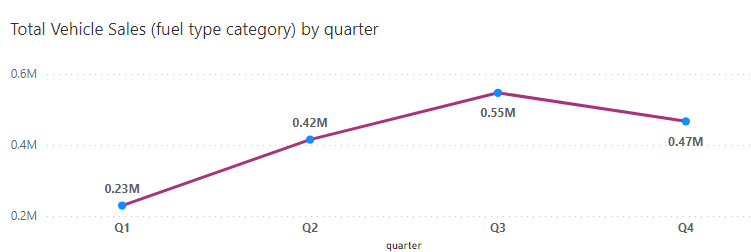 Total Vehicle Sales (fuel type category) by quarter
0.6M
0.55M
0.42M
0.47M
0.4M
0.23M
0.2M
Q1 Q2 Q3 Q4
quarter